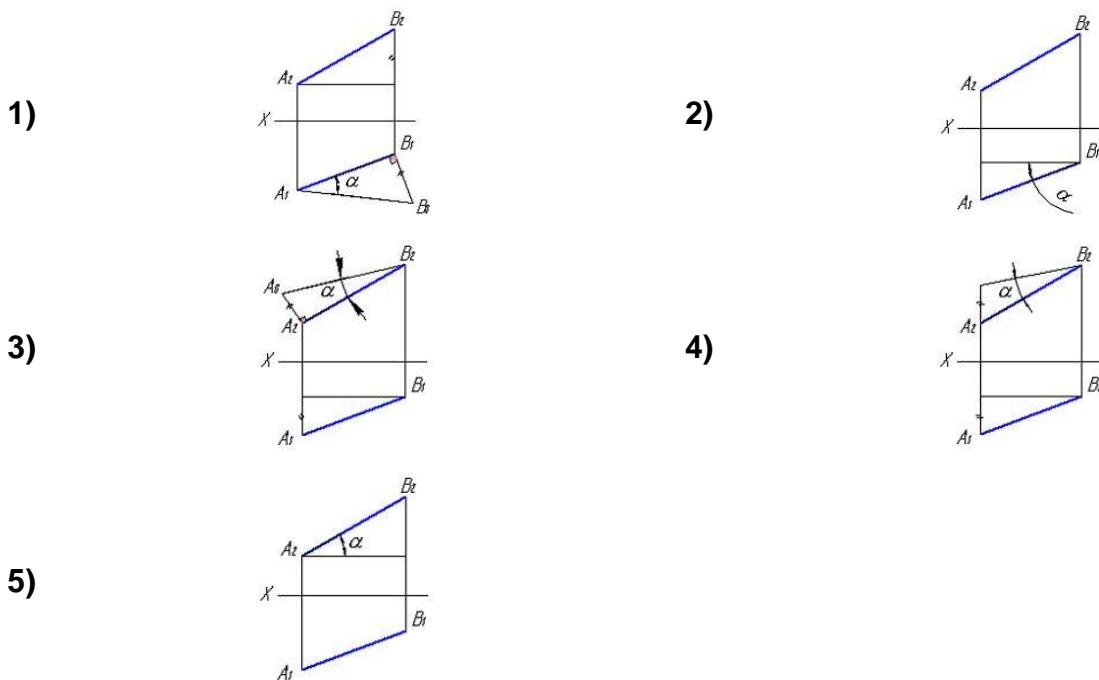 1)
B2
A2
X
B1
A1
α
B0
2)
B2
A2
X
B1
A1
α
3)
B2
A0
α
A2
X
B1
A1
4)
B2
α
A2
X
B1
A1
5)
B2
A2
α
X
B1
A1